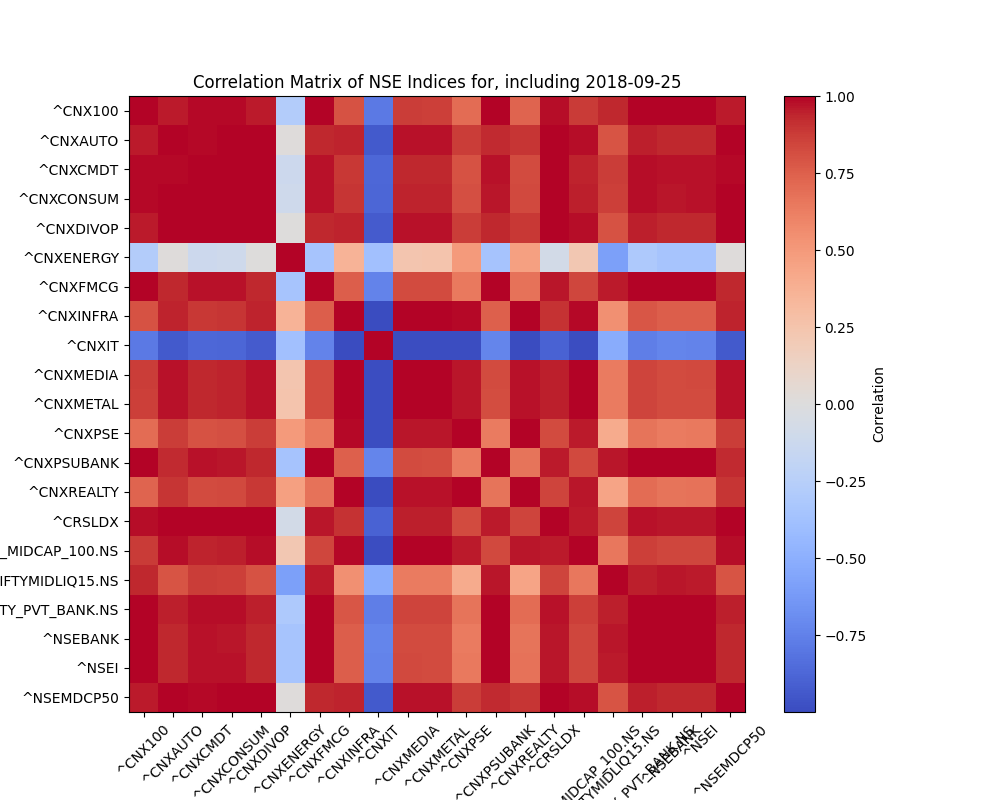 Correlation Matrix of NSE Indices for, including 2018-09-25
^CNX100
^CNXAUTO
^CNXCMDT
^CNXCONSUM
^CNXDIVOP
^CNXENERGY
^CNXFMCG
^CNXINFRA
^CNXIT
^CNXMEDIA
^CNXMETAL
^CNXPSE
^CNXPSUBANK
^CNXREALTY
^CRSLDX
_MIDCAP_100.NS
IFTYMIDLIQ15.NS
TY_PVT_BANK.NS
^NSEBANK
^NSEI
^NSEMDCP50
^CNX100
^CNXAUTO
^CNXCMDT
^CNXCONSUM
^CNXDIVOP
^CNXENERGY
^CNXFMCG
^CNXINFRA
^CNXIT
^CNXMEDIA
^CNXMETAL
^CNXPSE
^CNXPSUBANK
^CNXREALTY
^CRSLDX
MIDCAP_100.NS
TYMIDLIQ15.NS
PVT_BANK.NS
^NSEBANK
^NSEI
^NSEMDCP50
1.00
0.75
0.50
0.25
0.00
−0.25
−0.50
−0.75
Correlation